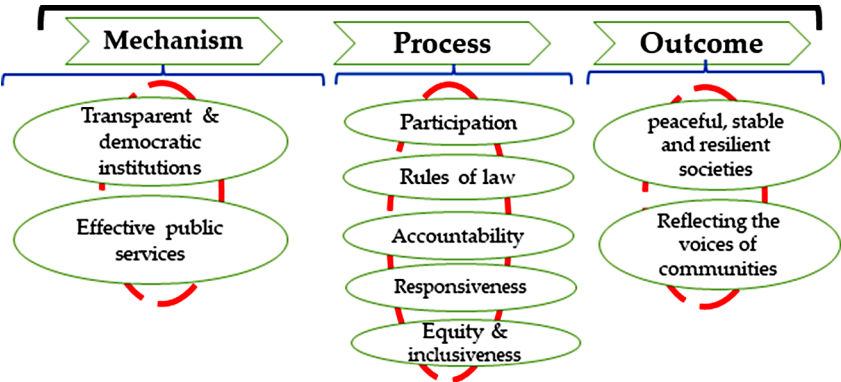 Mechanism
Process
Outcome
Transparent &
democratic
institutions
Effective public
services
Participation
Rules of law
Accountability
Responsiveness
Equity &
inclusiveness
peaceful, stable
and resilient
societies
Reflecting the
voices of
communities